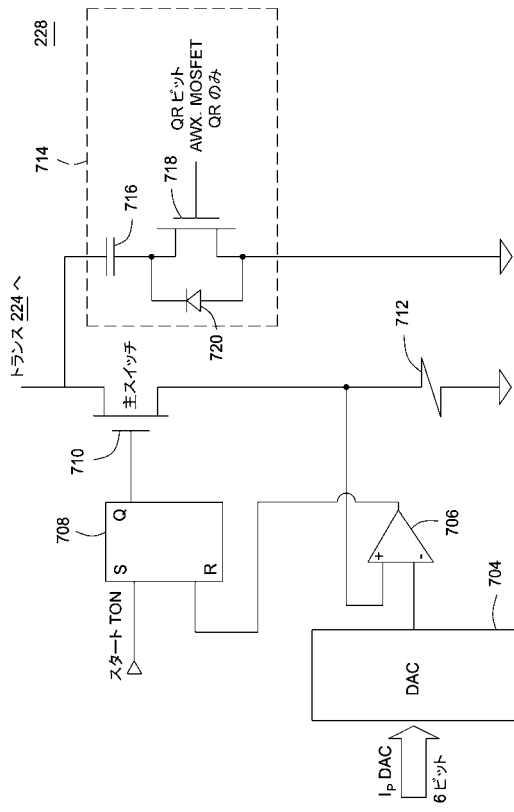 228
トランス 224 へ
714
716
QR ビット
AWX. MOSFET
QR のみ
718
720
主スイッチ
710
712
スタート TON
708
S
Q
R
706
+
-
704
DAC
I_P DAC
6 ビット